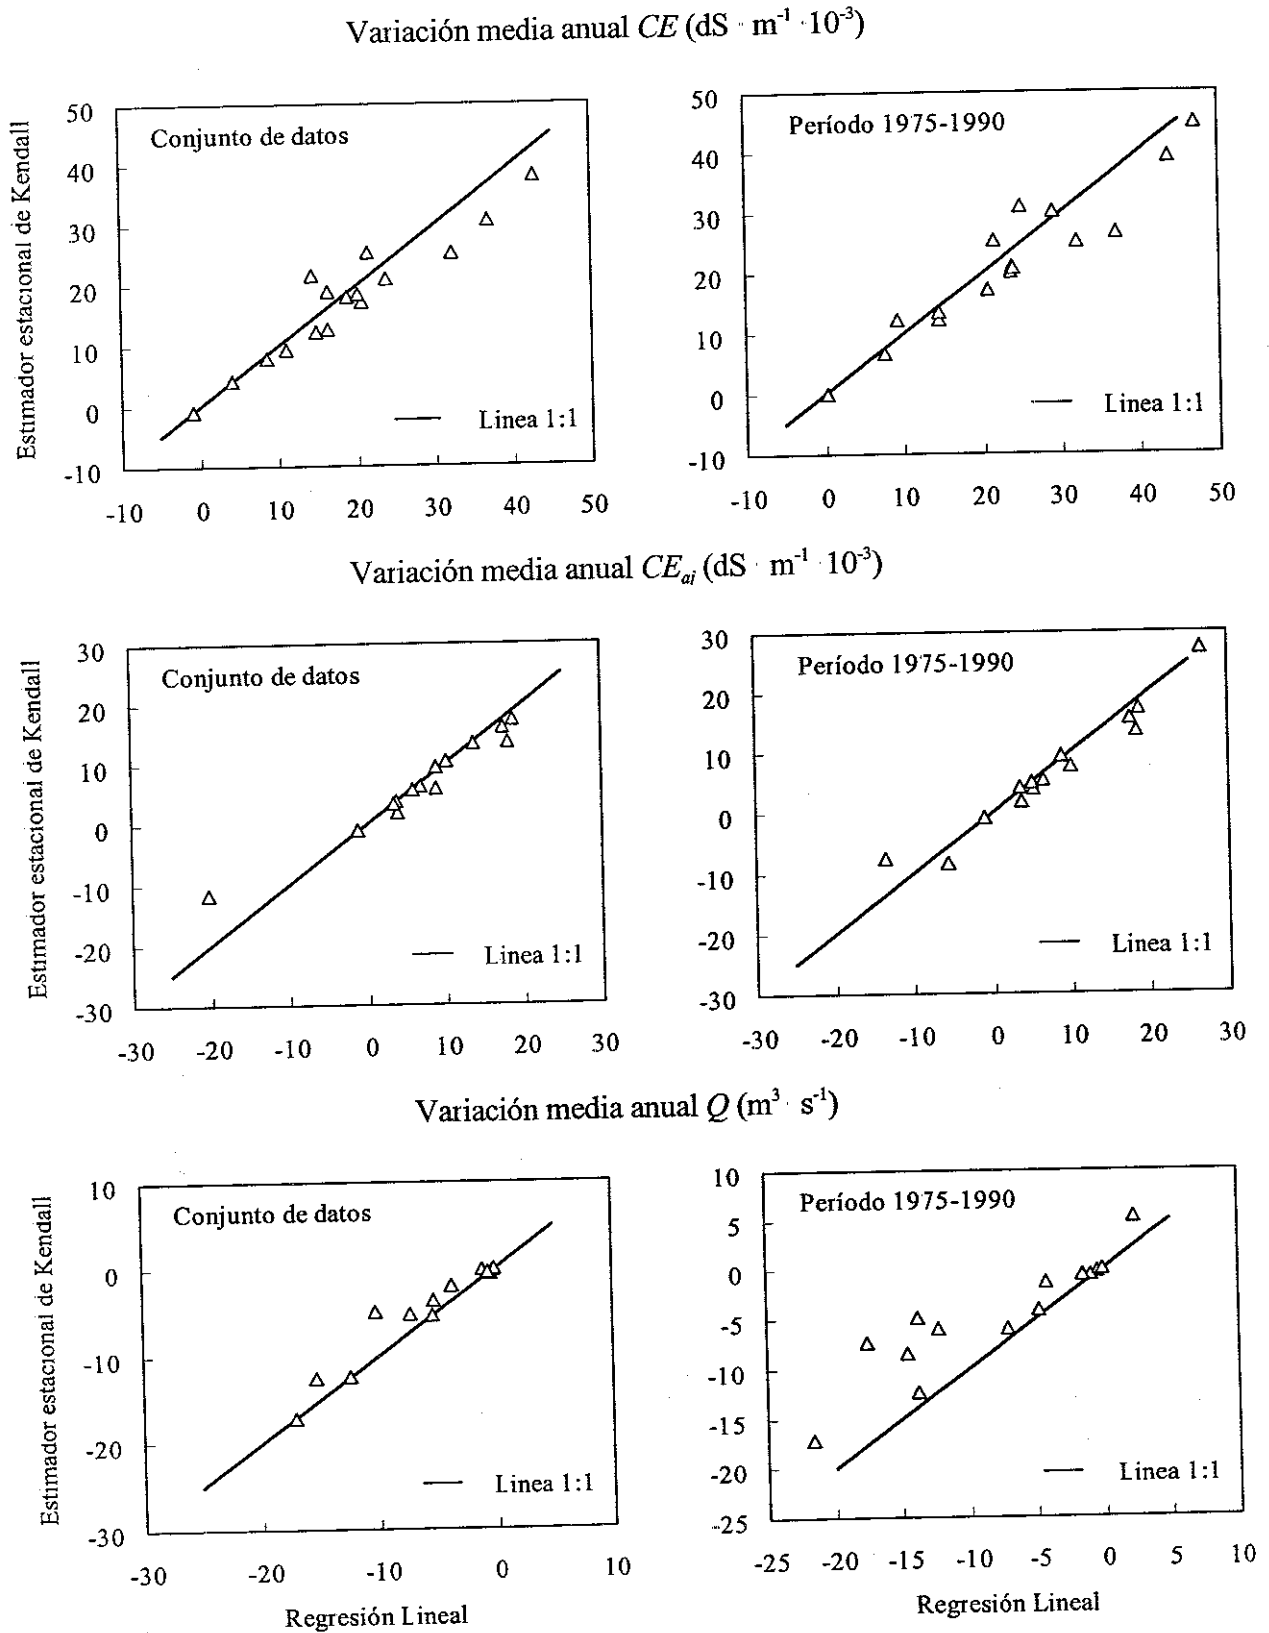 Variación media anual CE (dS · m⁻¹ · 10⁻³)
Estimador estacional de Kendall
50
40
30
20
10
0
-10
Conjunto de datos
Linea 1:1
-10 0 10 20 30 40 50
50
40
30
20
10
0
-10
Período 1975-1990
Linea 1:1
-10 0 10 20 30 40 50
Variación media anual CEaj (dS · m⁻¹ · 10⁻³)
Estimador estacional de Kendall
30
20
10
0
-10
-20
-30
Conjunto de datos
Linea 1:1
-30 -20 -10 0 10 20 30
30
20
10
0
-10
-20
-30
Período 1975-1990
Linea 1:1
-30 -20 -10 0 10 20 30
Variación media anual Q (m³ · s⁻¹)
Estimador estacional de Kendall
10
0
-10
-20
-30
Conjunto de datos
Linea 1:1
-30 -20 -10 0 10
Regresión Lineal
10
5
0
-5
-10
-15
-20
-25
Período 1975-1990
Linea 1:1
-25 -20 -15 -10 -5 0 5 10
Regresión Lineal